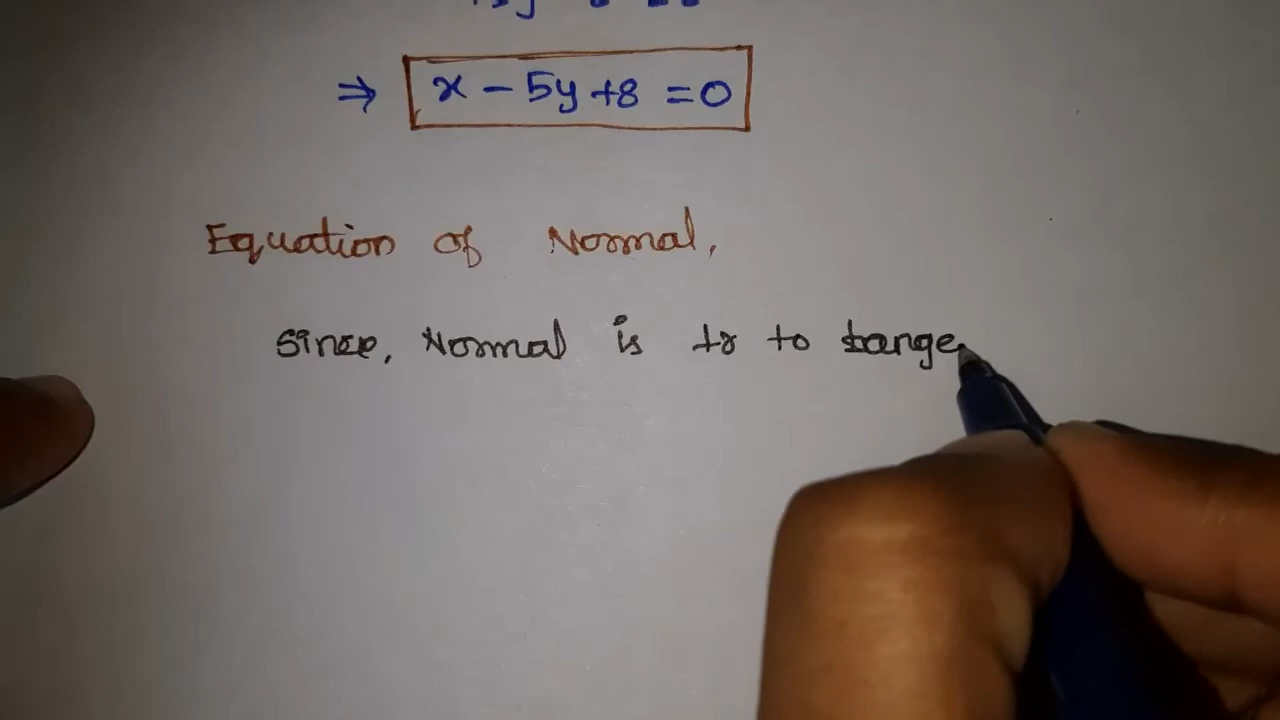 ⇒ x - 5y + 8 = 0
Equation of Normal,
Since, Normal is ⊥r to tange